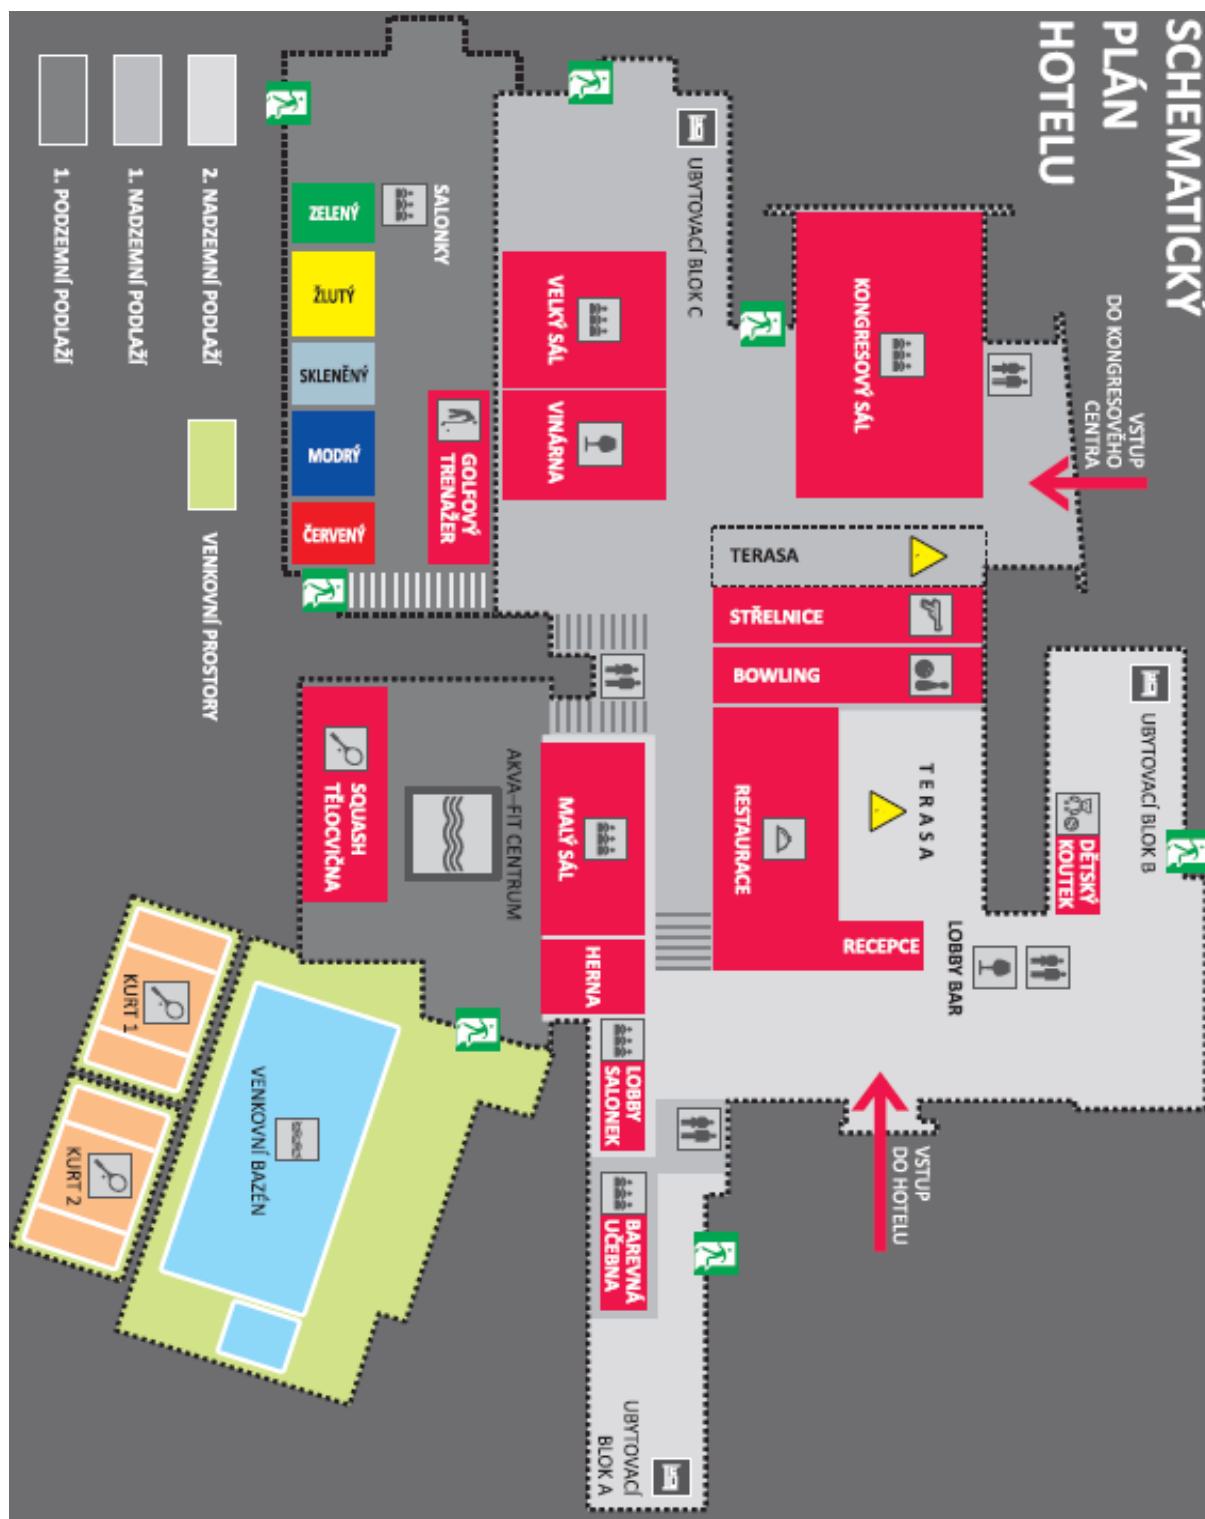 SCHEMATICKÝ
PLÁN
HOTELU
VSTUP
DO KONGRESOVÉHO
CENTRA
KONGRESOVÝ SÁL
UBYTOVACÍ BLOK C
VELKÝ SÁL
VINÁRNA
SALONKY
ZELENÝ
ŽLUTÝ
SKLENĚNÝ
MODRÝ
ČERVENÝ
GOLFOVÝ
TRENAŽER
TERASA
STŘELNICE
BOWLING
RESTAURACE
TERASA
RECEPCE
LOBBY BAR
UBYTOVACÍ BLOK B
DĚTSKÝ
KOUTEK
SQUASH
TĚLOCVIČNA
AKVA–FIT CENTRUM
MALÝ SÁL
HERNA
LOBBY
SALONEK
BAREVNÁ
UČEBNA
VSTUP
DO HOTELU
UBYTOVACÍ
BLOK A
KURT 1
KURT 2
VENKOVNÍ BAZÉN
2. NADZEMNÍ PODLAŽÍ
1. NADZEMNÍ PODLAŽÍ
1. PODZEMNÍ PODLAŽÍ
VENKOVNÍ PROSTORY